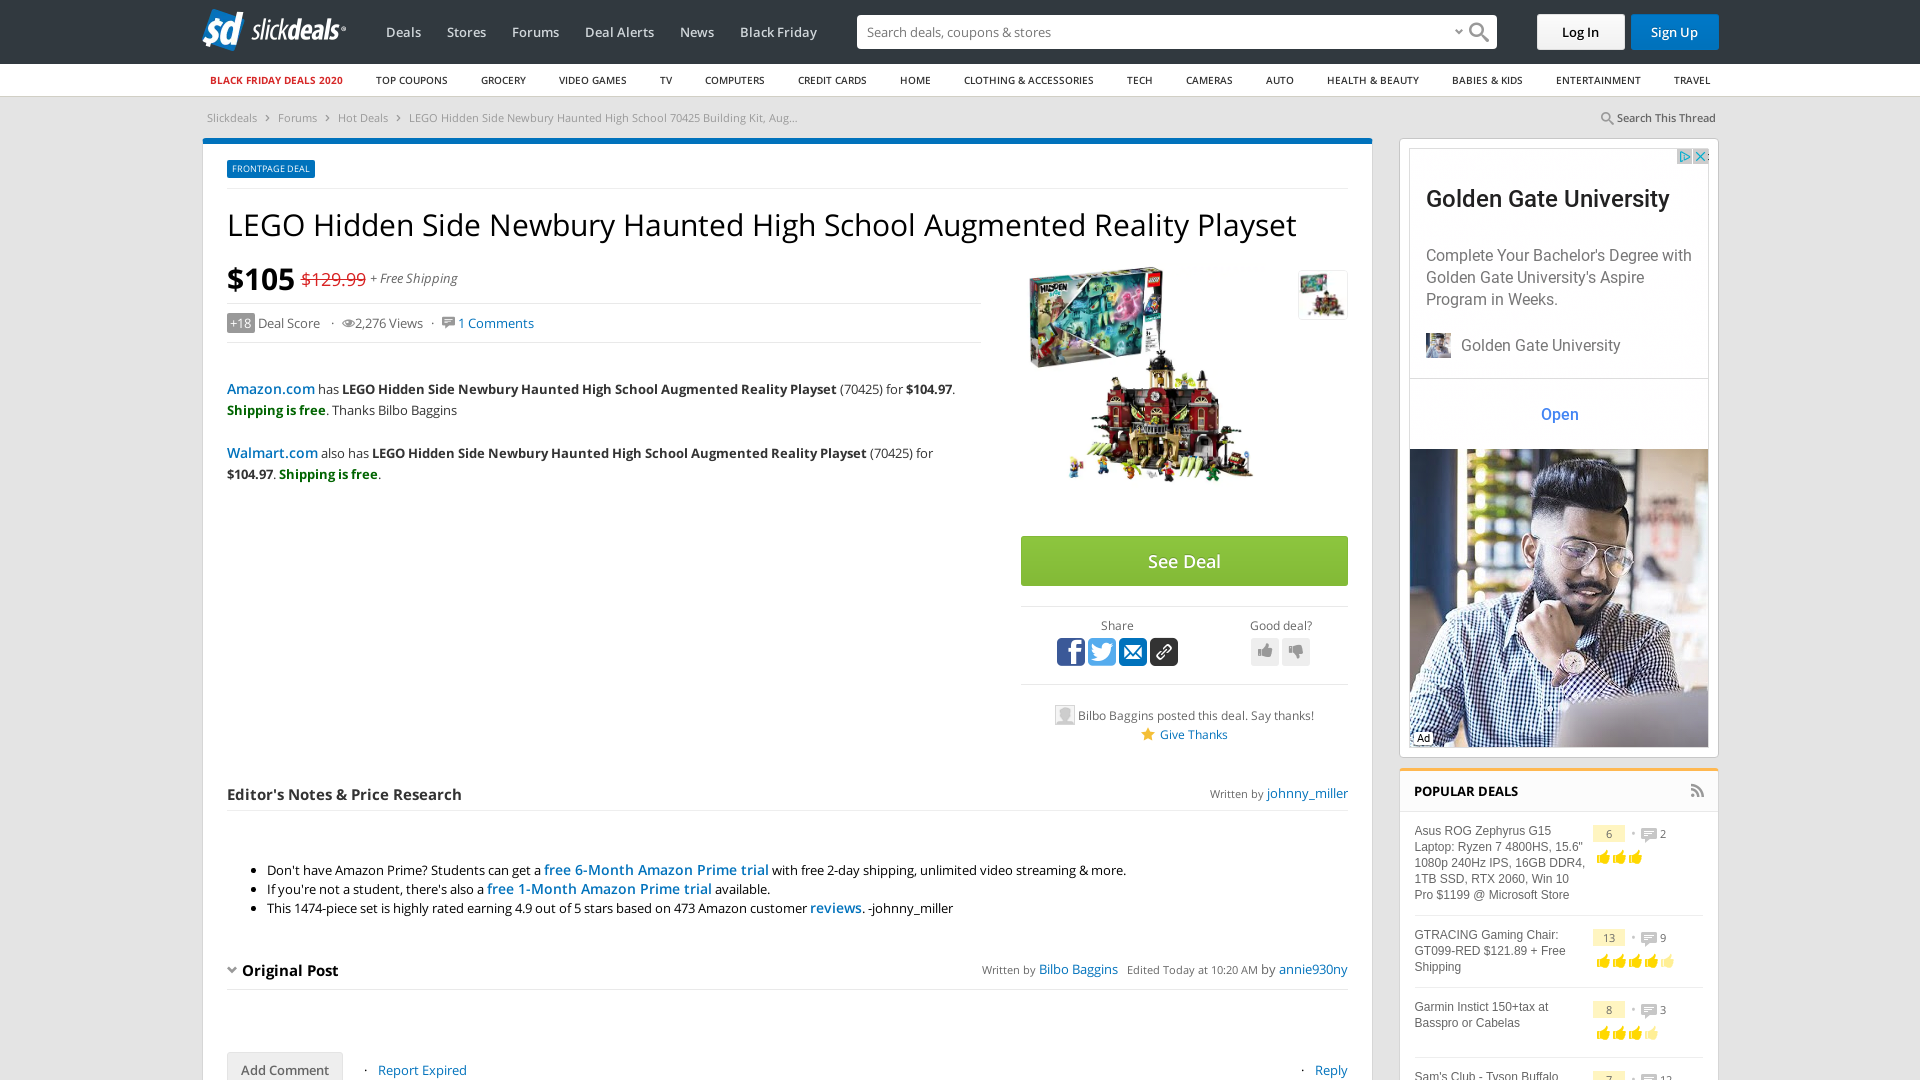 sd slickdeals
Deals Stores Forums Deal Alerts News Black Friday
Search deals, coupons & shares
Log In
Sign Up
BLACK FRIDAY DEALS 2020 TOP COUPONS GROCERY VIDEO GAMES TV COMPUTERS CREDIT CARDS HOME CLOTHING & ACCESSORIES TECH CAMERAS AUTO HEALTH & BEAUTY BABIES & KIDS ENTERTAINMENT TRAVEL
Slickdeals › Forums › Hot Deals › LEGO Hidden Side Newbury Haunted High School 70425 Building Kit, Aug...
Search This Thread
FRONTPAGE DEAL
LEGO Hidden Side Newbury Haunted High School Augmented Reality Playset
$105 $129.99 + Free Shipping
+18 Deal Score · 2,276 Views · 1 Comments
Amazon.com has LEGO Hidden Side Newbury Haunted High School Augmented Reality Playset (70425) for $104.97.
Shipping is free. Thanks Bilbo Baggins
Walmart.com also has LEGO Hidden Side Newbury Haunted High School Augmented Reality Playset (70425) for
$104.97. Shipping is free.
HIDDEN
LEGO
See Deal
Share
Good deal?
Bilbo Baggins posted this deal. Say thanks!
Give Thanks
Editor's Notes & Price Research
Written by johnny_miller
• Don't have Amazon Prime? Students can get a free 6-Month Amazon Prime trial with free 2-day shipping, unlimited video streaming & more.
• If you're not a student, there's also a free 1-Month Amazon Prime trial available.
• This 1474-piece set is highly rated earning 4.9 out of 5 stars based on 473 Amazon customer reviews. -johnny_miller
Original Post
Written by Bilbo Baggins Edited Today at 10:20 AM by annie930ny
Add Comment · Report Expired
· Reply
Golden Gate University
Complete Your Bachelor's Degree with
Golden Gate University's Aspire
Program in Weeks.
Golden Gate University
Open
Ad
POPULAR DEALS
Asus ROG Zephyrus G15
Laptop: Ryzen 7 4800HS, 15.6"
1080p 240Hz IPS, 16GB DDR4,
1TB SSD, RTX 2060, Win 10
Pro $1199 @ Microsoft Store
6 • 2
GTRACING Gaming Chair:
GT099-RED $121.89 + Free
Shipping
13 • 9
Garmin Instict 150+tax at
Basspro or Cabelas
8 • 3
Sam's Club - Tyson Buffalo
7 • 12